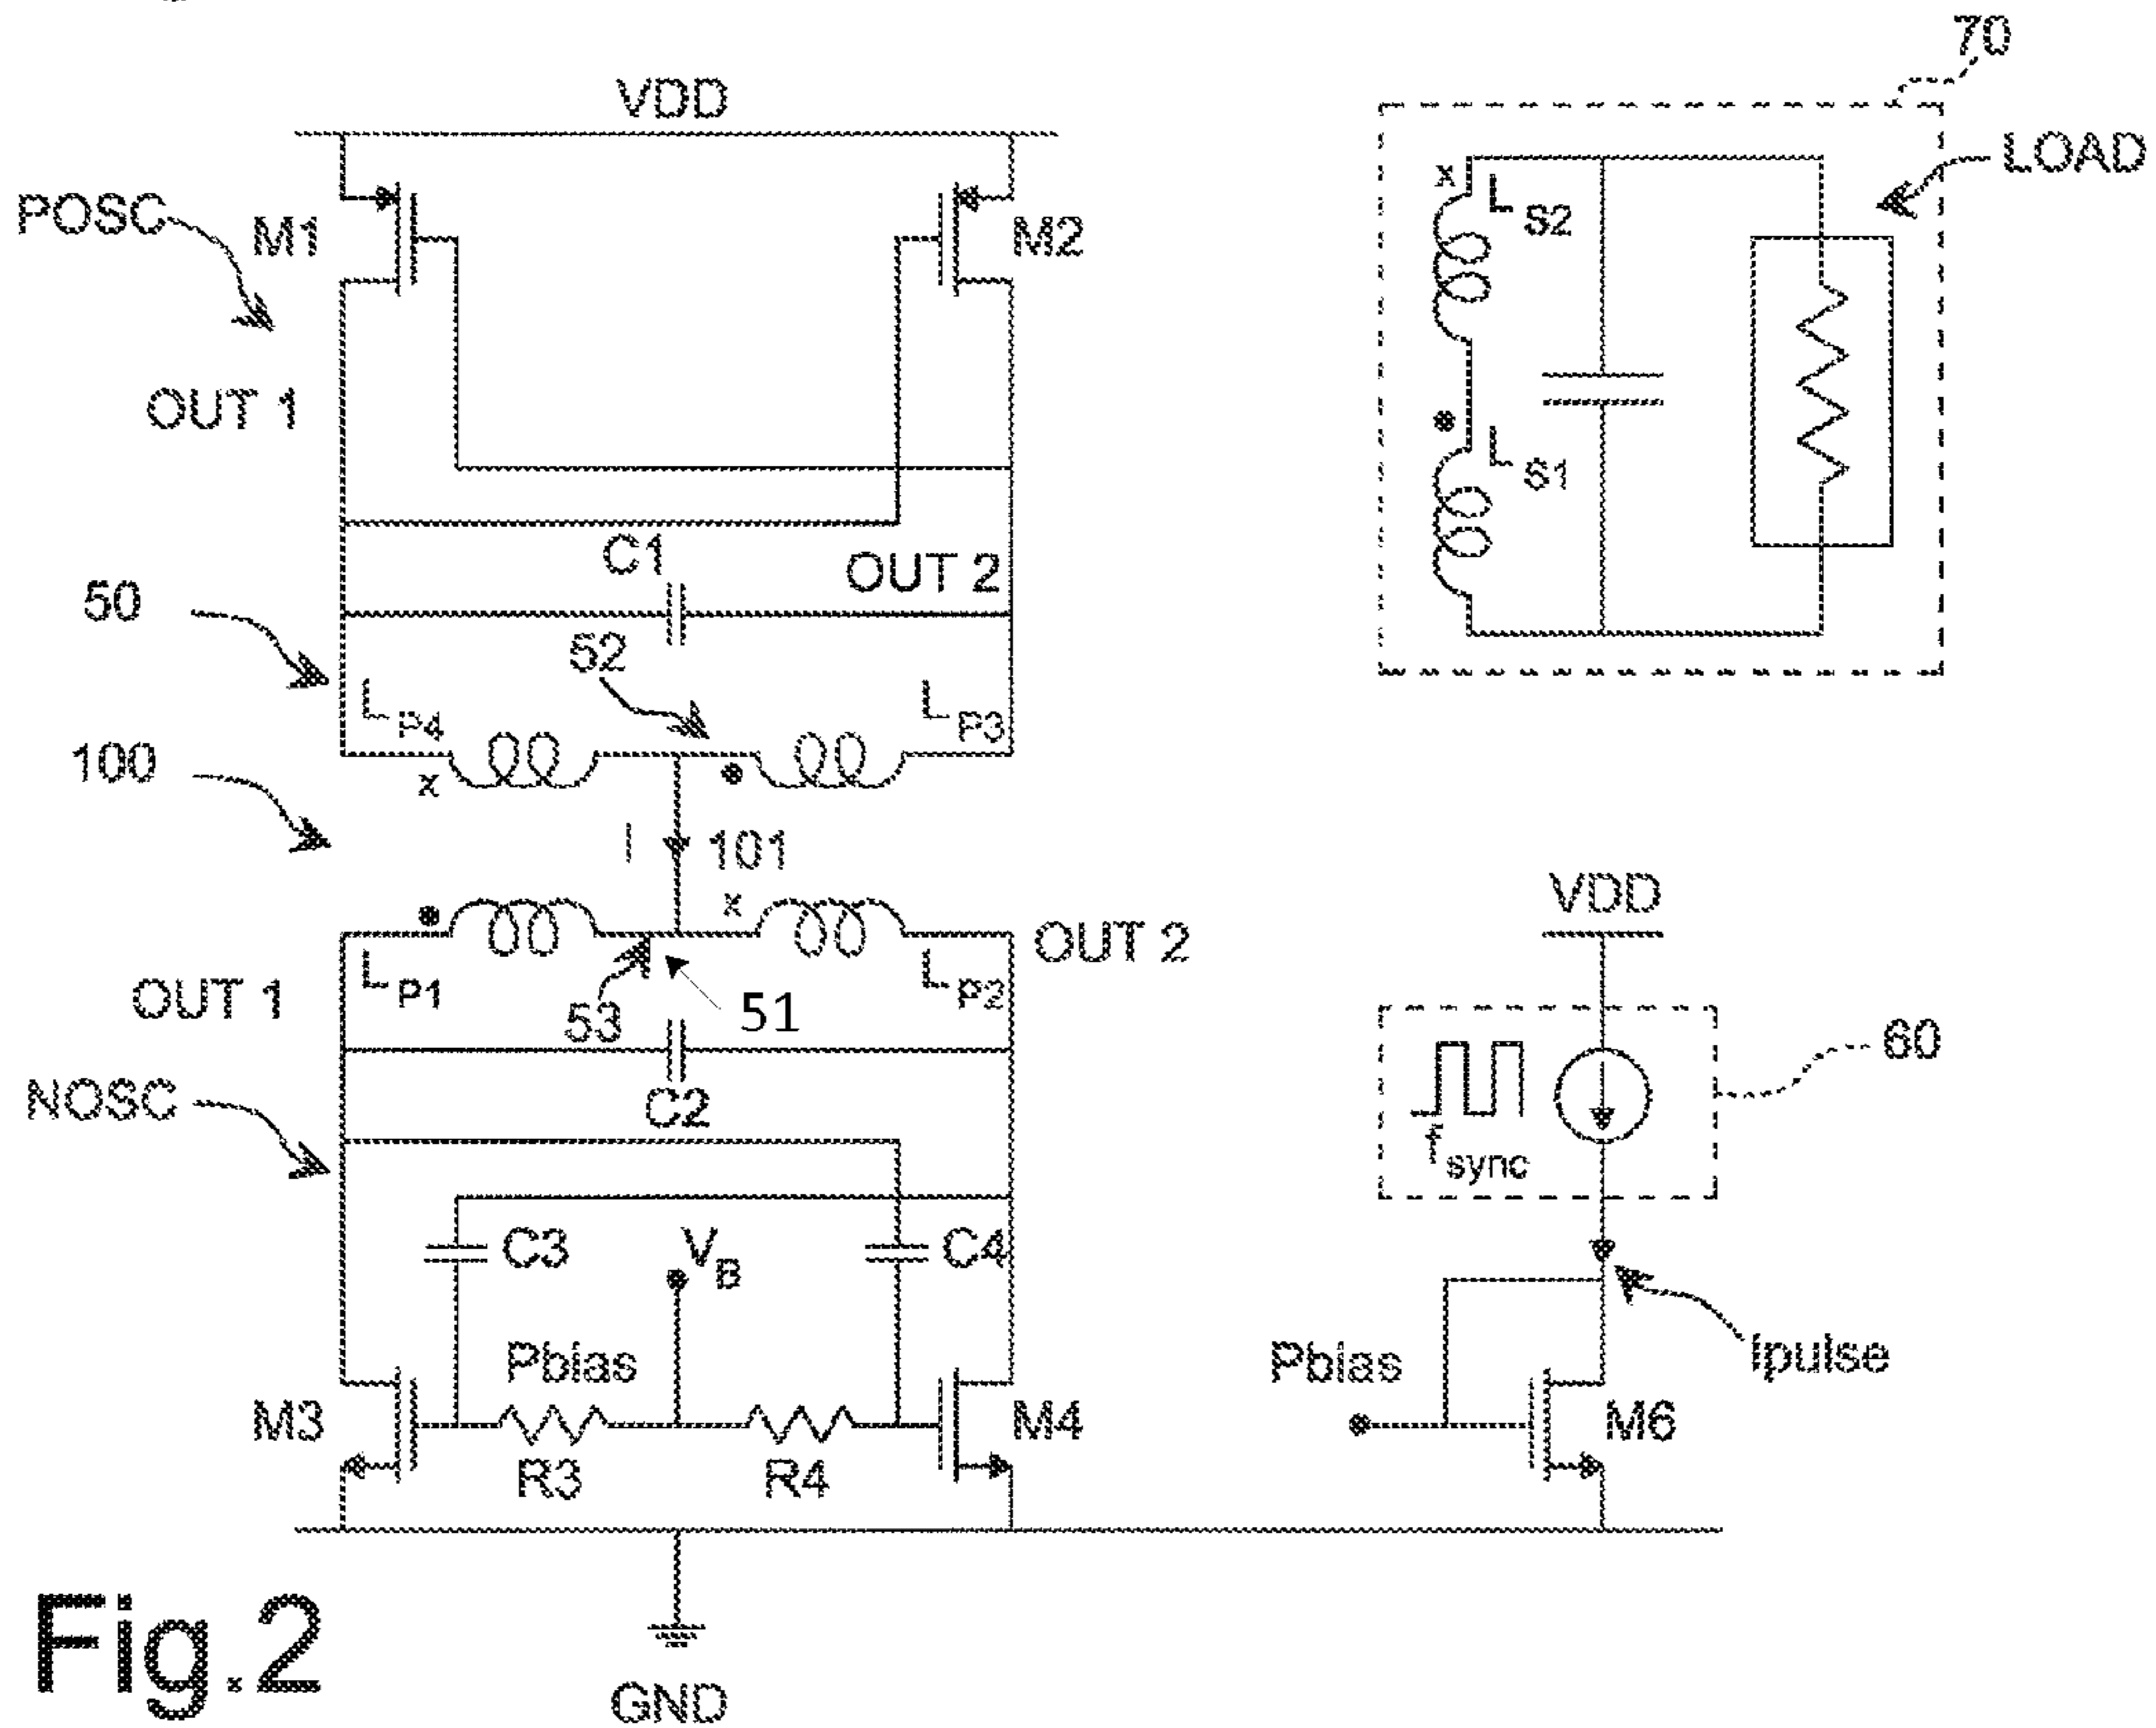 70
VDD
LOAD
POSC
M1
M2
x
L S2
OUT 1
L S1
C1
OUT 2
50
52
L P4
L P3
100
x
I
101
x
VDD
OUT 2
L P1
L P2
OUT 1
53
51
60
NOSC
C2
f sync
C3
V B
C4
Pbias
Pbias
Ipulse
M3
M4
M6
R3
R4
Fig.2
GND